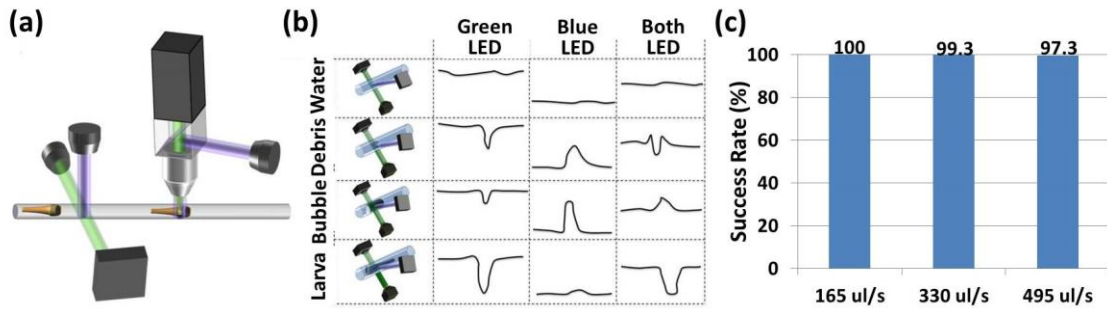 (a)
(b)
Green LED
Blue LED
Both LED
Water
Debris
Bubble
Larva
(c)
Success Rate (%)
100
80
60
40
20
0
100
99.3
97.3
165 ul/s
330 ul/s
495 ul/s